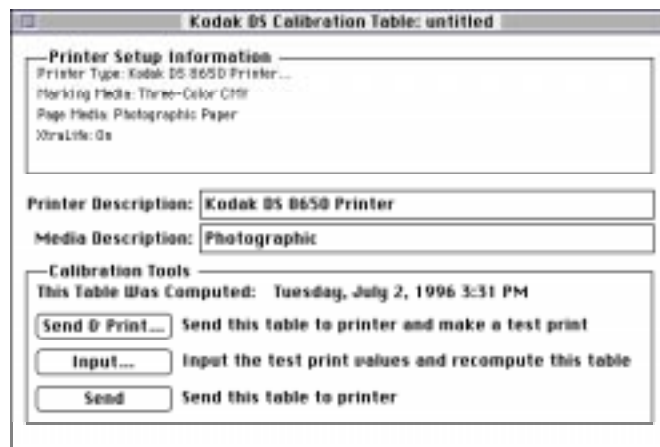 Kodak DS Calibration Table: untitled
Printer Setup Information
Printer Type: Kodak DS 8650 Printer...
Marking Media: Three-Color CMY
Page Media: Photographic Paper
XtraLife: On
Printer Description: Kodak DS 8650 Printer
Media Description: Photographic
Calibration Tools
This Table Was Computed: Tuesday, July 2, 1996 3:31 PM
Send & Print... Send this table to printer and make a test print
Input... Input the test print values and recompute this table
Send Send this table to printer